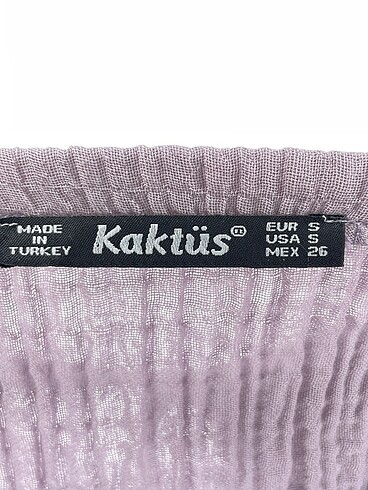 MADE
IN
TURKEY
Kaktüs®
EUR S
USA S
MEX 26